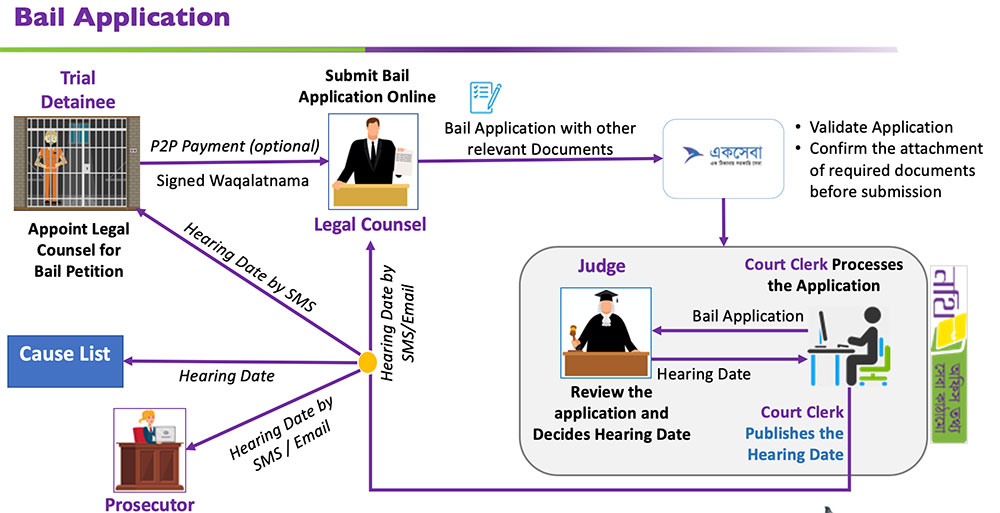 Bail Application
Trial
Detainee
Appoint Legal
Counsel for
Bail Petition
P2P Payment (optional)
Signed Waqalatnama
Submit Bail
Application Online
Legal Counsel
Bail Application with other
relevant Documents
একসেবা
এক ঠিকানায় সরকারি সেবা
• Validate Application
• Confirm the attachment
of required documents
before submission
Judge
Review the
application and
Decides Hearing Date
Court Clerk Processes
the Application
Bail Application
Hearing Date
Court Clerk
Publishes the
Hearing Date
নথি
Hearing Date by SMS
Hearing Date by
SMS/Email
Cause List
Hearing Date
Hearing Date by
SMS / Email
Prosecutor